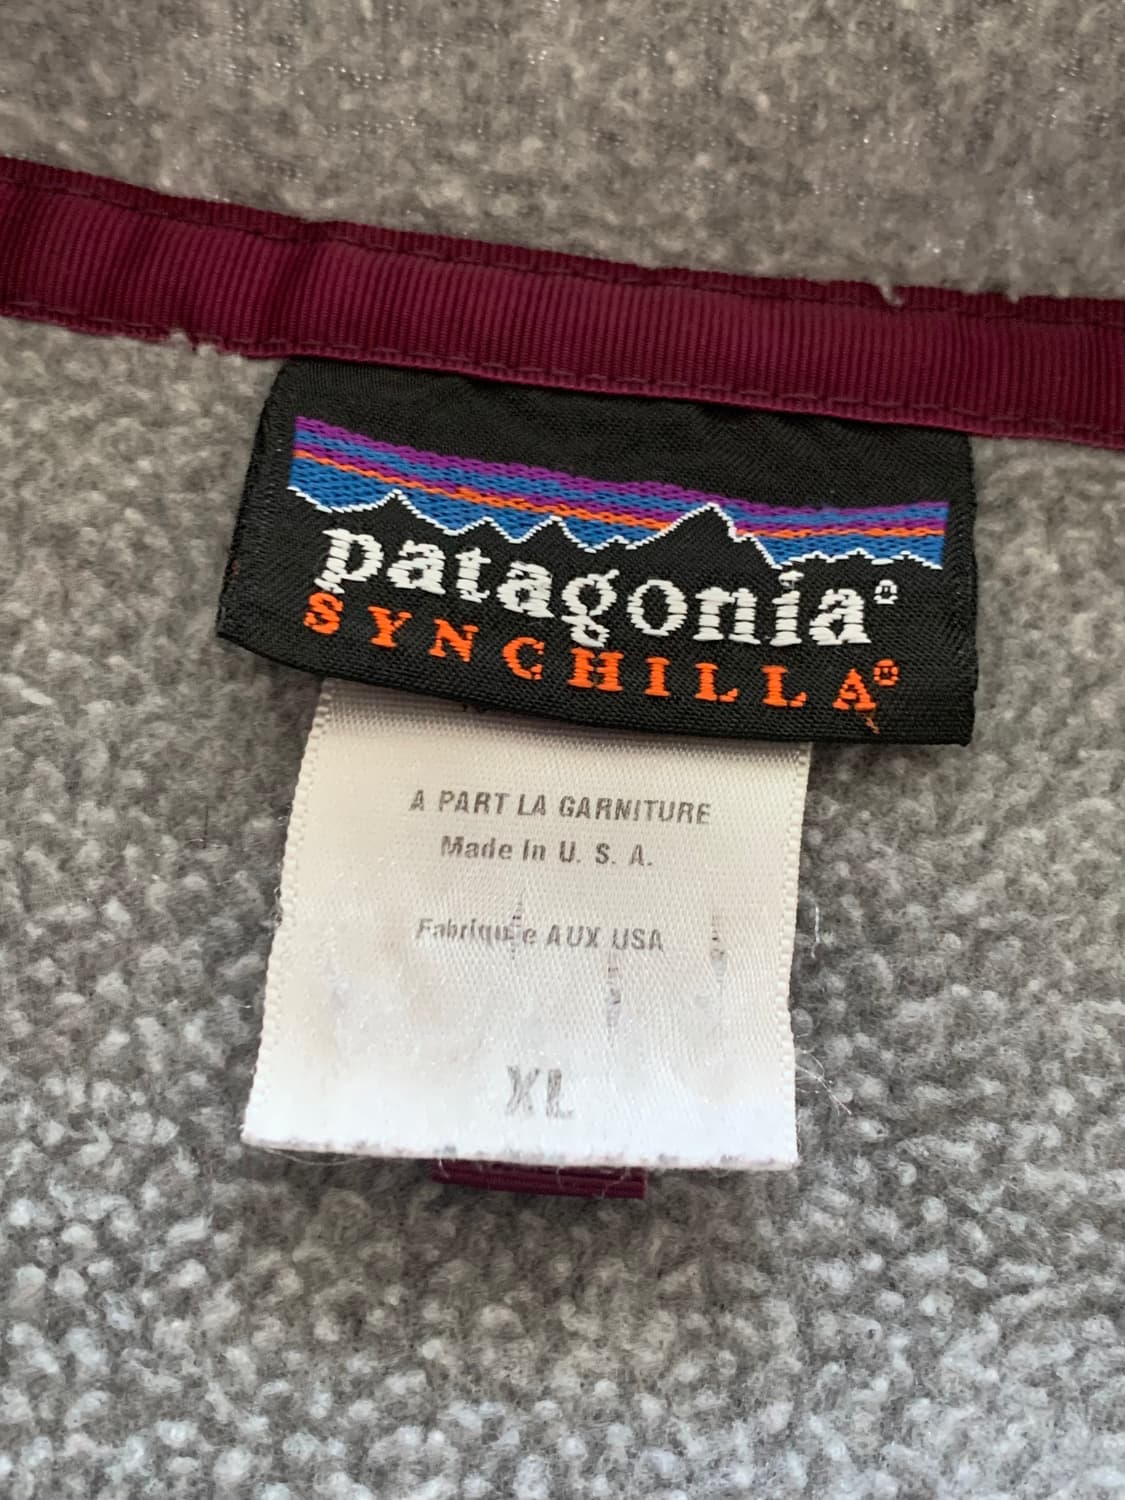 patagonia®
SYNCHILLA®
A PART LA GARNITURE
Made In U. S. A.
AUX USA
XL